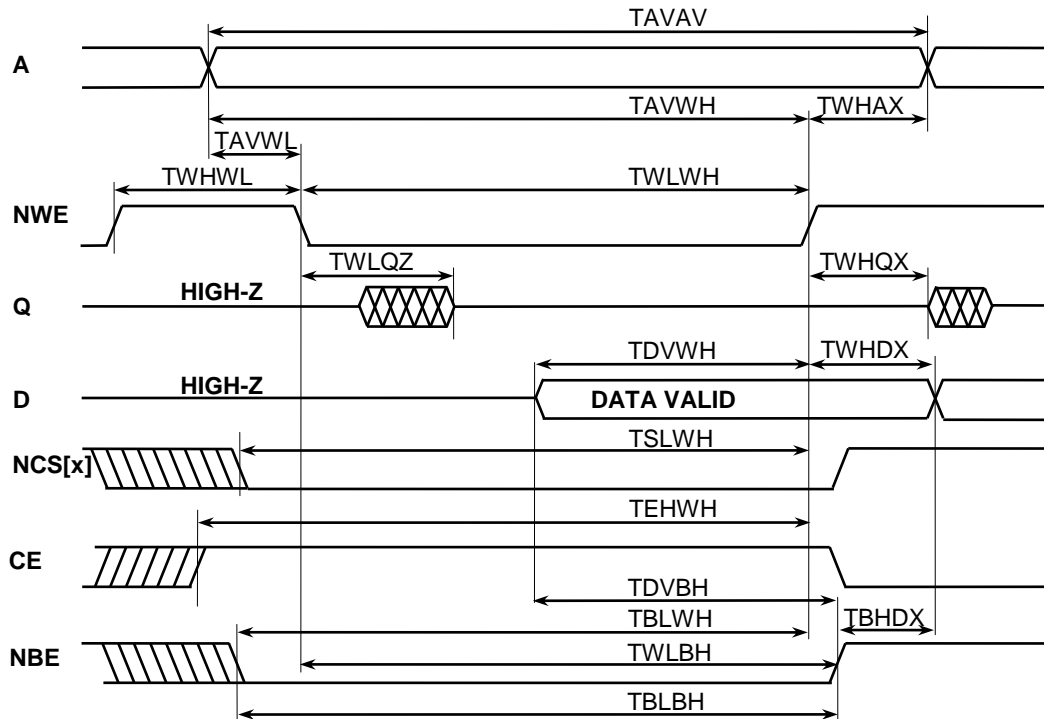 TAVAV
A
TAVWH TWHAX
TAVWL
TWHWL TWLWH
NWE
TWLQZ TWHQX
HIGH-Z
Q
TDVWH TWHDX
HIGH-Z
D DATA VALID
TSLWH
NCS[x]
TEHWH
CE
TDVBH
TBLWH TBHDX
NBE TWLBH
TBLBH